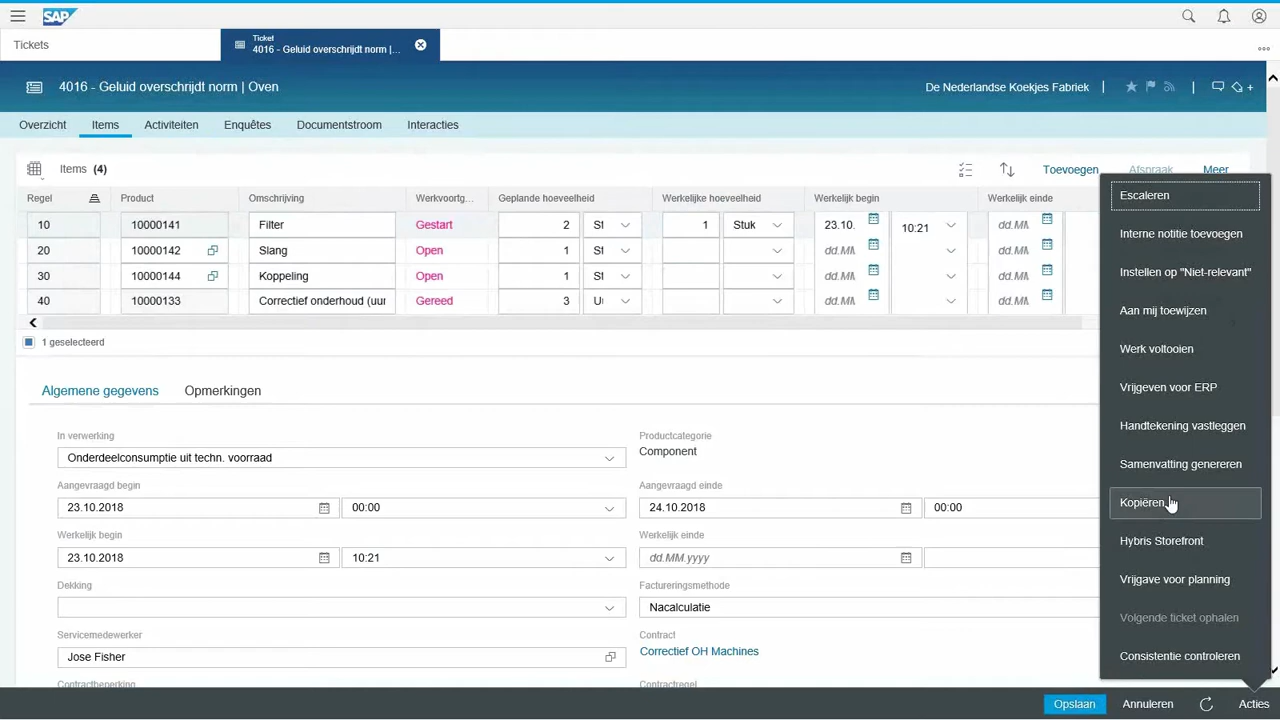 SAP
Tickets
Ticket
4016 - Geluid overschrijdt norm |...
4016 - Geluid overschrijdt norm | Oven
De Nederlandse Koekjes Fabriek
Overzicht Items Activiteiten Enquêtes Documentstroom Interacties
Items (4)
Toevoegen Afspraak Meer
Regel Product Omschrijving Werkvoortg... Geplande hoeveelheid Werkelijke hoeveelheid Werkelijk begin Werkelijk einde
10 10000141 Filter Gestart 2 St 1 Stuk 23.10. 10:21 dd.MM.
20 10000142 Slang Open 1 St dd.MM. dd.MM.
30 10000144 Koppeling Open 1 St dd.MM. dd.MM.
40 10000133 Correctief onderhoud (uur Gereed 3 Uu dd.MM. dd.MM.
1 geselecteerd
Algemene gegevens Opmerkingen
In verwerking
Onderdeelconsumptie uit techn. voorraad
Productcategorie
Component
Aangevraagd begin
23.10.2018 00:00
Aangevraagd einde
24.10.2018 00:00
Werkelijk begin
23.10.2018 10:21
Werkelijk einde
dd.MM.yyyy
Dekking
Factureringsmethode
Nacalculatie
Servicemedewerker
Jose Fisher
Contract
Correctief OH Machines
Contractbeperking
Contractregel
Escaleren
Interne notitie toevoegen
Instellen op "Niet-relevant"
Aan mij toewijzen
Werk voltooien
Vrijgeven voor ERP
Handtekening vastleggen
Samenvatting genereren
Kopiëren
Hybris Storefront
Vrijgave voor planning
Volgende ticket ophalen
Consistentie controleren
Opslaan Annuleren Acties